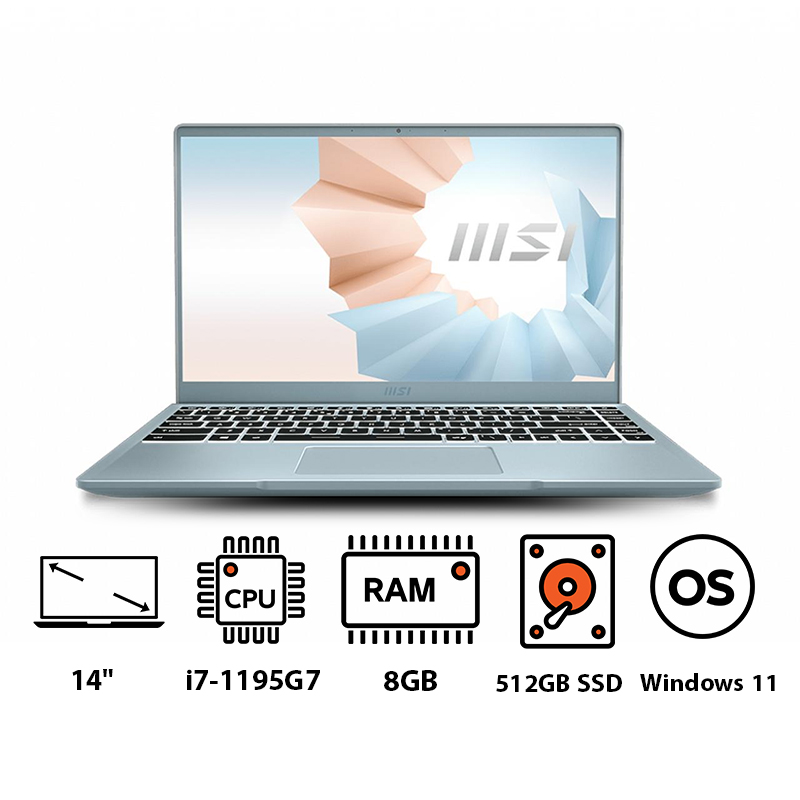 msi
msi
CPU
RAM
OS
14"
i7-1195G7
8GB
512GB SSD
Windows 11